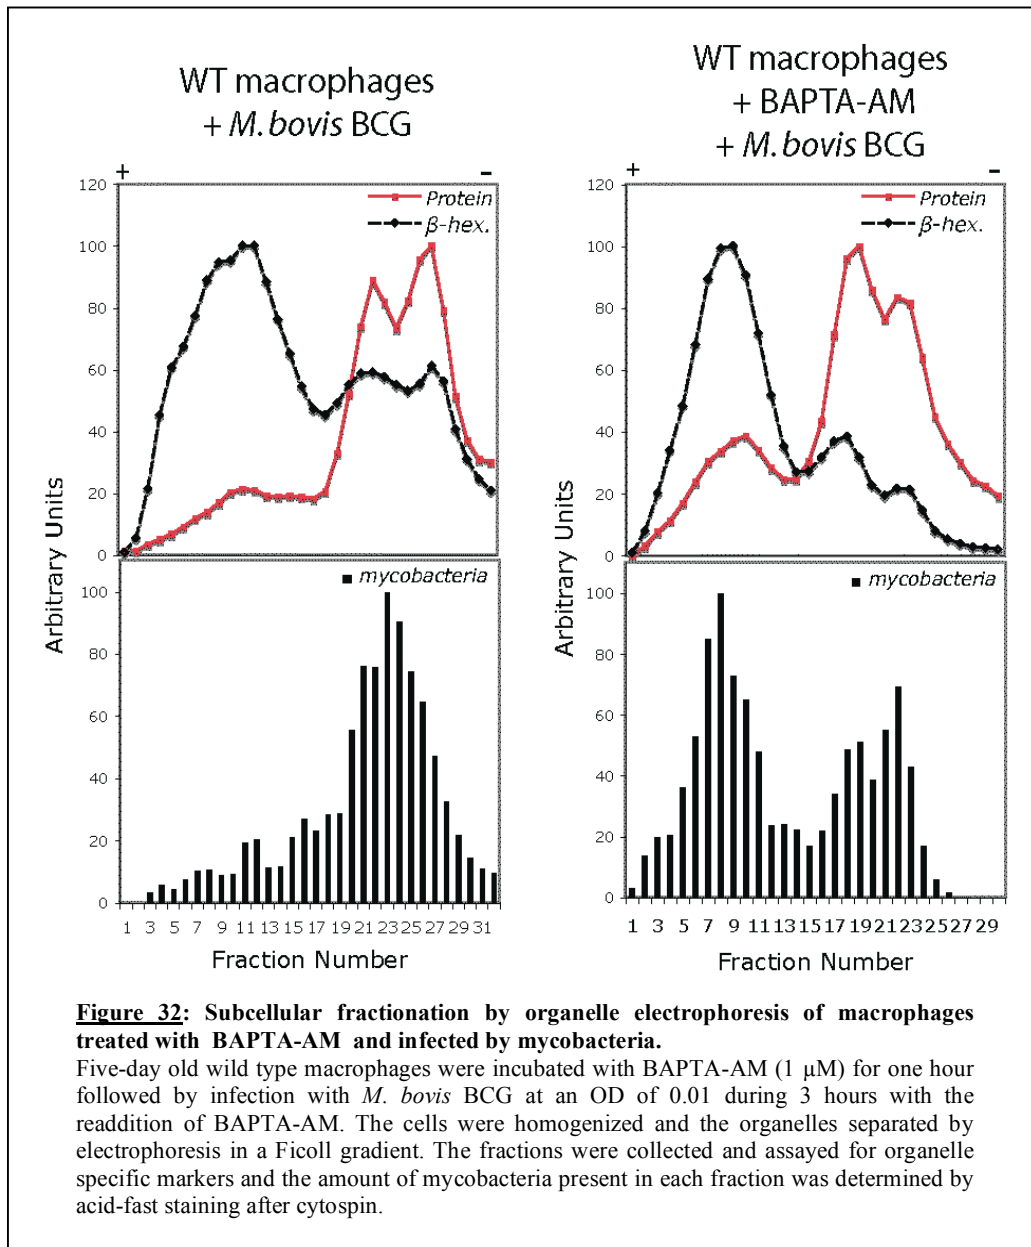 WT macrophages
+ M. bovis BCG
+ -
120
100
80
60
40
20
0
Protein
β-hex.
Arbitrary Units
mycobacteria
100
80
60
40
20
0
1 3 5 7 9 11 13 15 17 19 21 23 25 27 29 31
Fraction Number
WT macrophages
+ BAPTA-AM
+ M. bovis BCG
+ -
120
100
80
60
40
20
0
Protein
β-hex.
Arbitrary Units
mycobacteria
100
80
60
40
20
0
1 3 5 7 9 11 13 15 17 19 21 23 25 27 29
Fraction Number
Figure 32: Subcellular fractionation by organelle electrophoresis of macrophages
treated with BAPTA-AM and infected by mycobacteria.
Five-day old wild type macrophages were incubated with BAPTA-AM (1 µM) for one hour
followed by infection with M. bovis BCG at an OD of 0.01 during 3 hours with the
readdition of BAPTA-AM. The cells were homogenized and the organelles separated by
electrophoresis in a Ficoll gradient. The fractions were collected and assayed for organelle
specific markers and the amount of mycobacteria present in each fraction was determined by
acid-fast staining after cytospin.